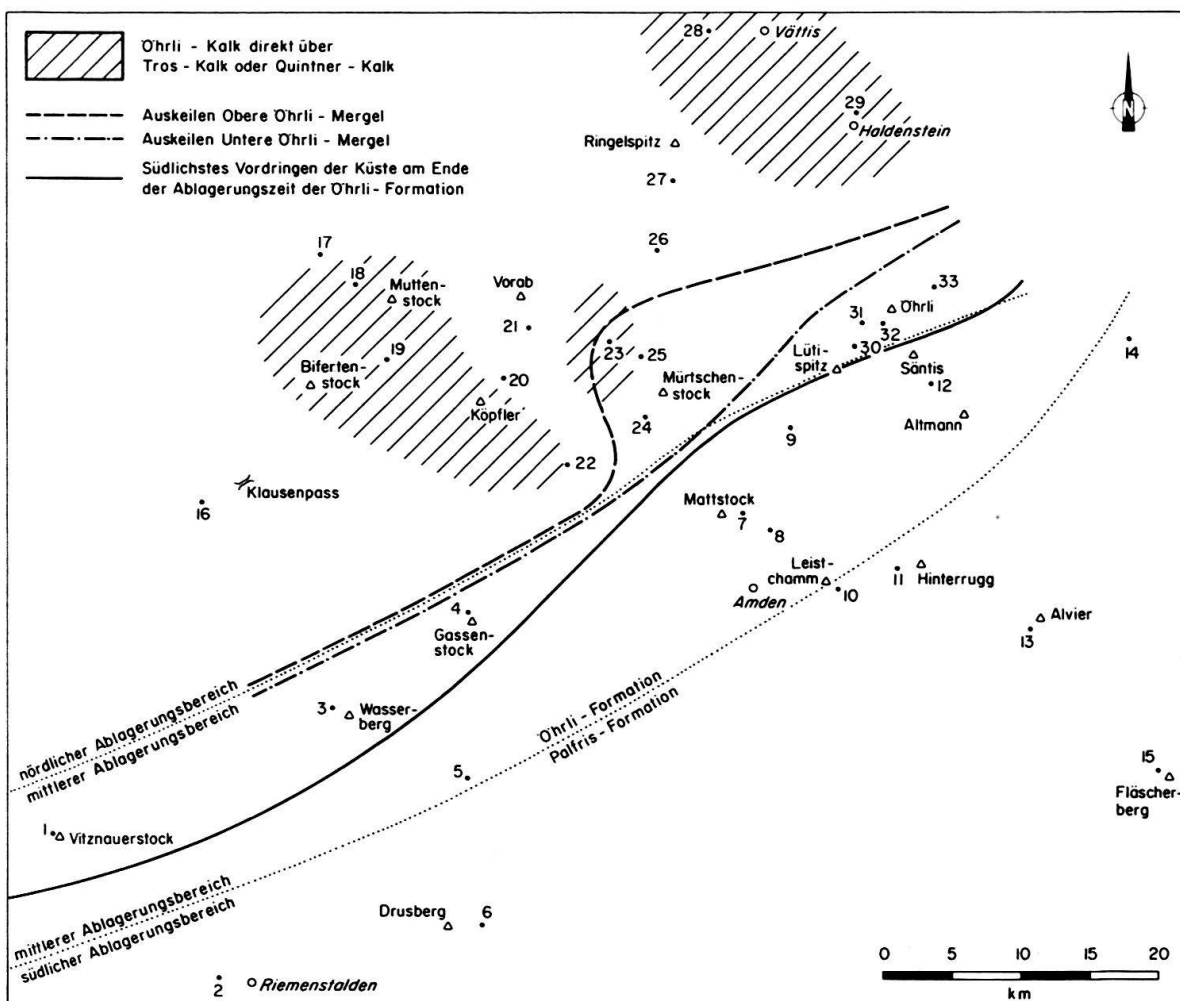 Öhrli - Kalk direkt über
Tros - Kalk oder Quintner - Kalk
Auskeilen Obere Öhrli - Mergel
Auskeilen Untere Öhrli - Mergel
Südlichstes Vordringen der Küste am Ende
der Ablagerungszeit der Öhrli - Formation
28
Vättis
N
29
Haldenstein
Ringelspitz
27
26
17
18
Mutten-
stock
Vorab
21
19
Biferten-
stock
20
Köpfler
23
25
Mürtschen-
stock
24
22
33
Öhrli
31
32
30
Lüti-
spitz
Säntis
12
14
Altmann
9
Klausenpass
16
Mattstock
7
8
Leist-
chamm
10
11
Hinterrugg
Amden
4
Gassen-
stock
Alvier
13
nördlicher Ablagerungsbereich
mittlerer Ablagerungsbereich
3
Wasser-
berg
Öhrli - Formation
Palfris - Formation
5
15
Fläscher-
berg
1
Vitznauerstock
mittlerer Ablagerungsbereich
südlicher Ablagerungsbereich
Drusberg
6
2
Riemenstalden
0 5 10 15 20
km